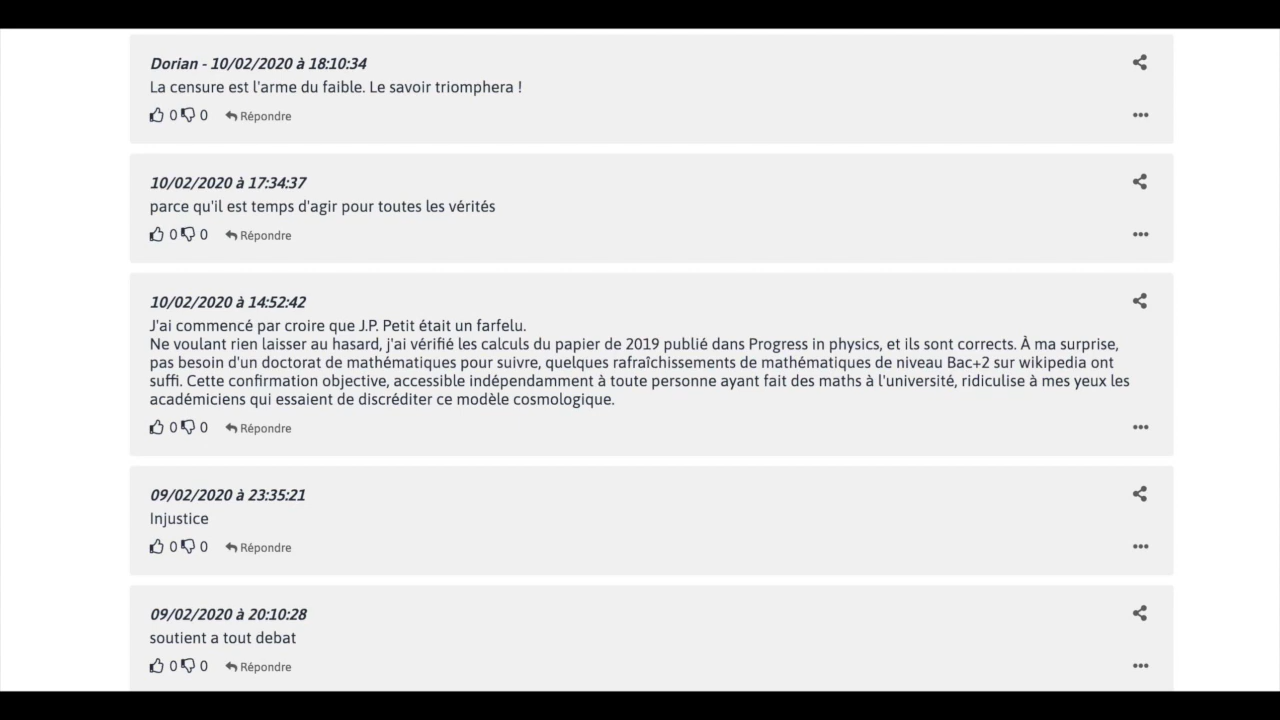 Dorian - 10/02/2020 à 18:10:34
La censure est l'arme du faible. Le savoir triomphera !
0 0 Répondre
10/02/2020 à 17:34:37
parce qu'il est temps d'agir pour toutes les vérités
0 0 Répondre
10/02/2020 à 14:52:42
J'ai commencé par croire que J.P. Petit était un farfelu.
Ne voulant rien laisser au hasard, j'ai vérifié les calculs du papier de 2019 publié dans Progress in physics, et ils sont corrects. À ma surprise,
pas besoin d'un doctorat de mathématiques pour suivre, quelques rafraîchissements de mathématiques de niveau Bac+2 sur wikipedia ont
suffi. Cette confirmation objective, accessible indépendamment à toute personne ayant fait des maths à l'université, ridiculise à mes yeux les
académiciens qui essaient de discréditer ce modèle cosmologique.
0 0 Répondre
09/02/2020 à 23:35:21
Injustice
0 0 Répondre
09/02/2020 à 20:10:28
soutient a tout debat
0 0 Répondre